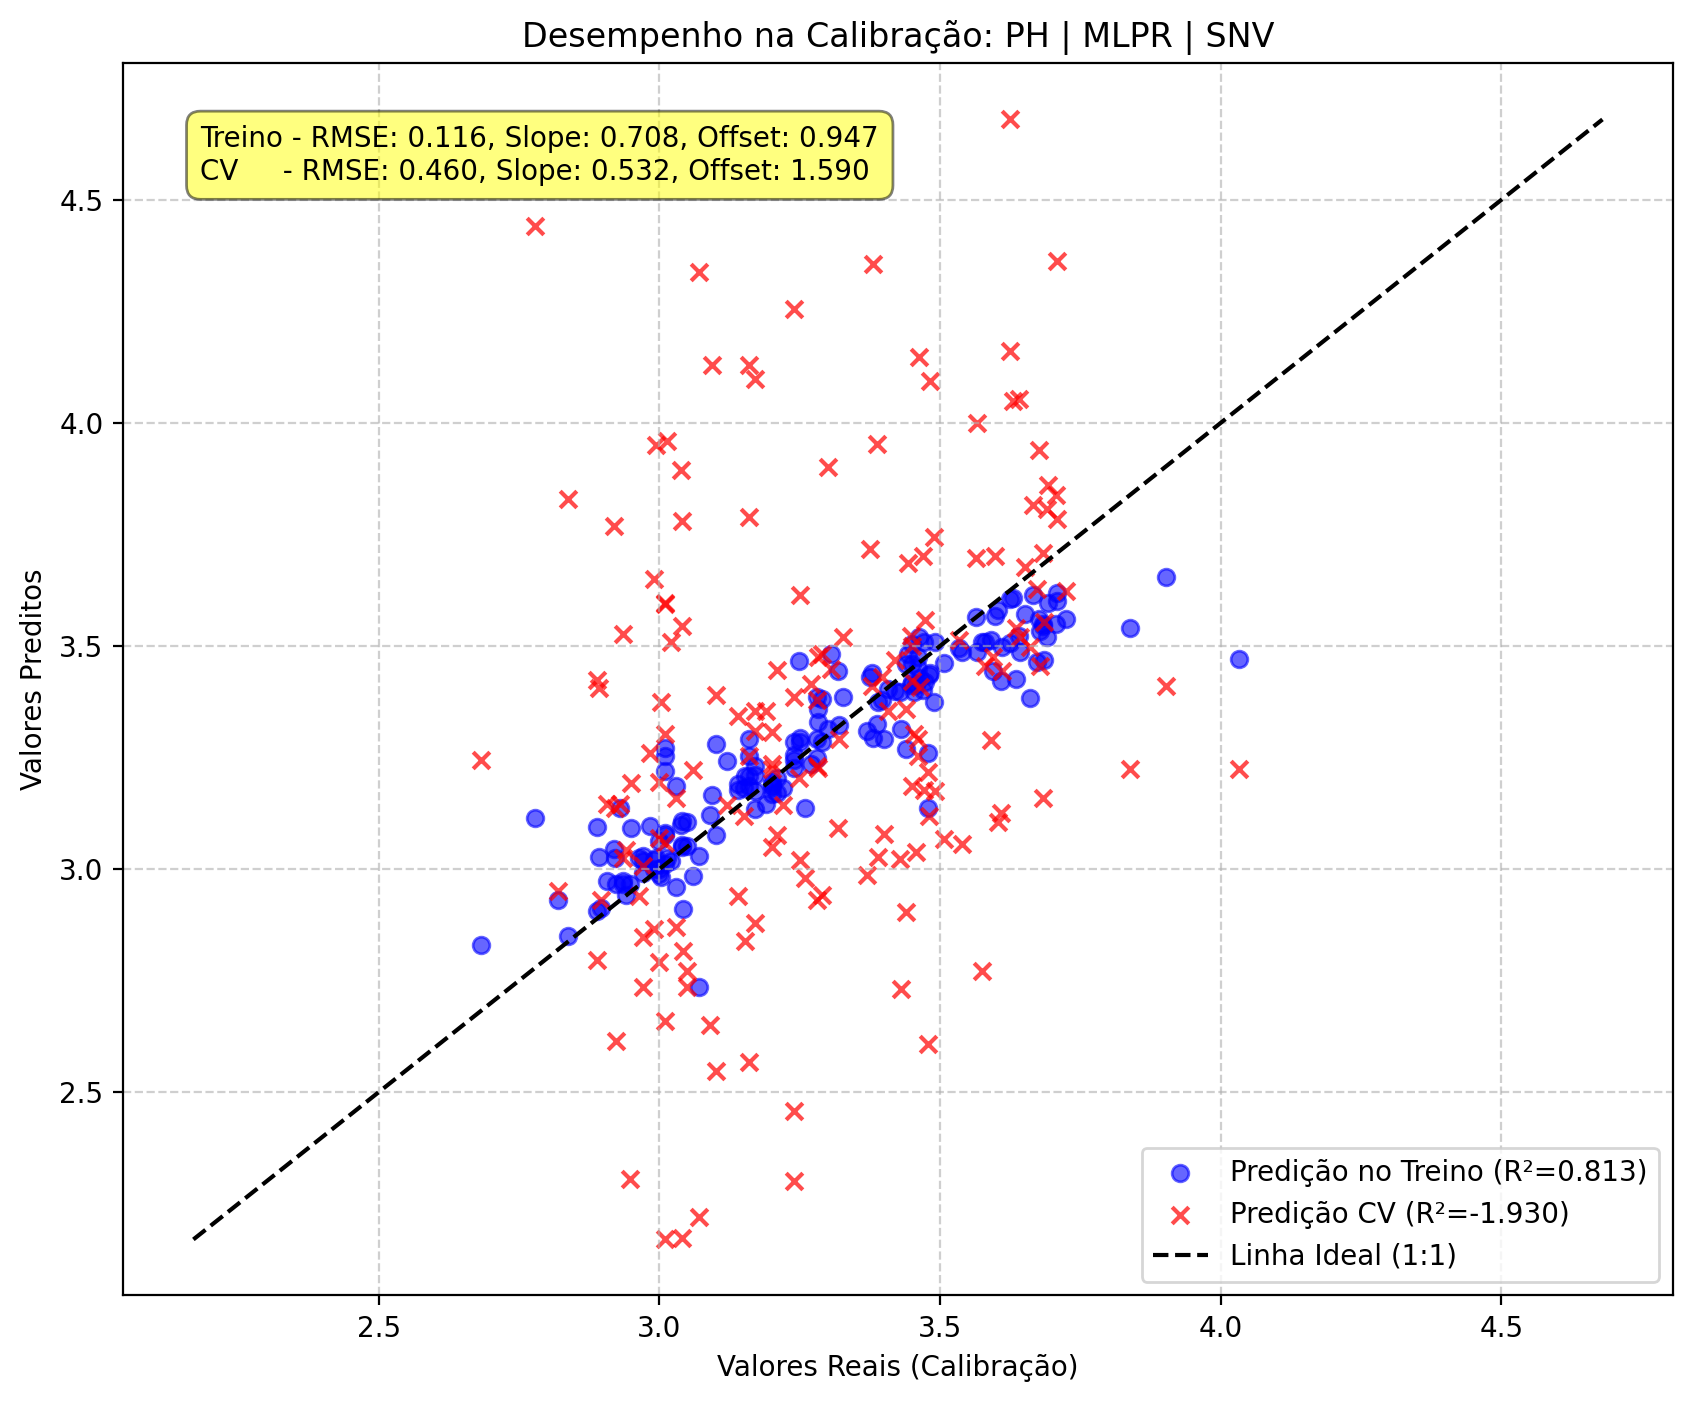 Desempenho na Calibração: PH | MLPR | SNV
Treino - RMSE: 0.116, Slope: 0.708, Offset: 0.947
CV     - RMSE: 0.460, Slope: 0.532, Offset: 1.590
4.5
4.0
3.5
3.0
2.5
Valores Preditos
Predição no Treino (R²=0.813)
Predição CV (R²=-1.930)
Linha Ideal (1:1)
2.5 3.0 3.5 4.0 4.5
Valores Reais (Calibração)